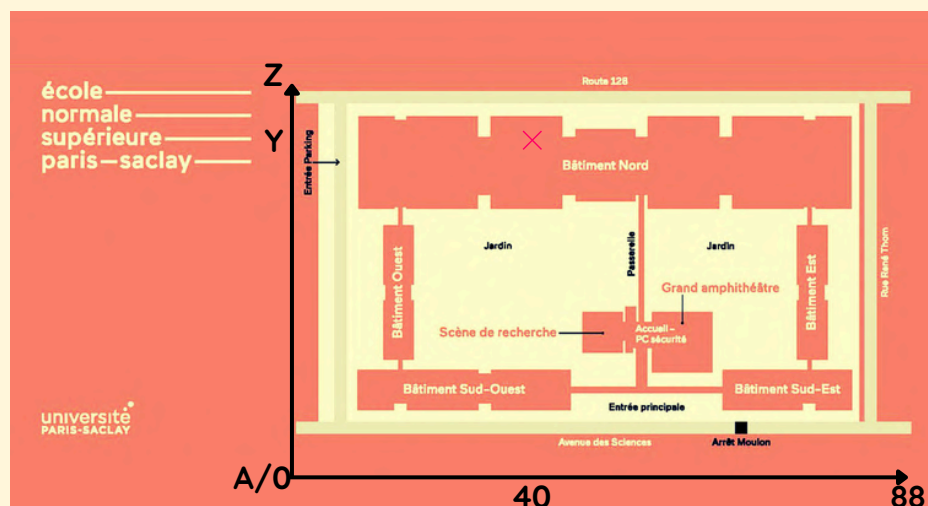 Z
Route 128
école
normale
supérieure
paris—saclay
Y
Entrée Parking
Bâtiment Nord
Jardin
Passerelle
Jardin
Bâtiment Ouest
Bâtiment Est
Rue René Thom
Grand amphithéâtre
Scène de recherche
Accueil –
PC sécurité
Bâtiment Sud-Ouest
Bâtiment Sud-Est
Entrée principale
université
PARIS-SACLAY
Avenue des Sciences
Arrêt Moulon
A/0
40
88